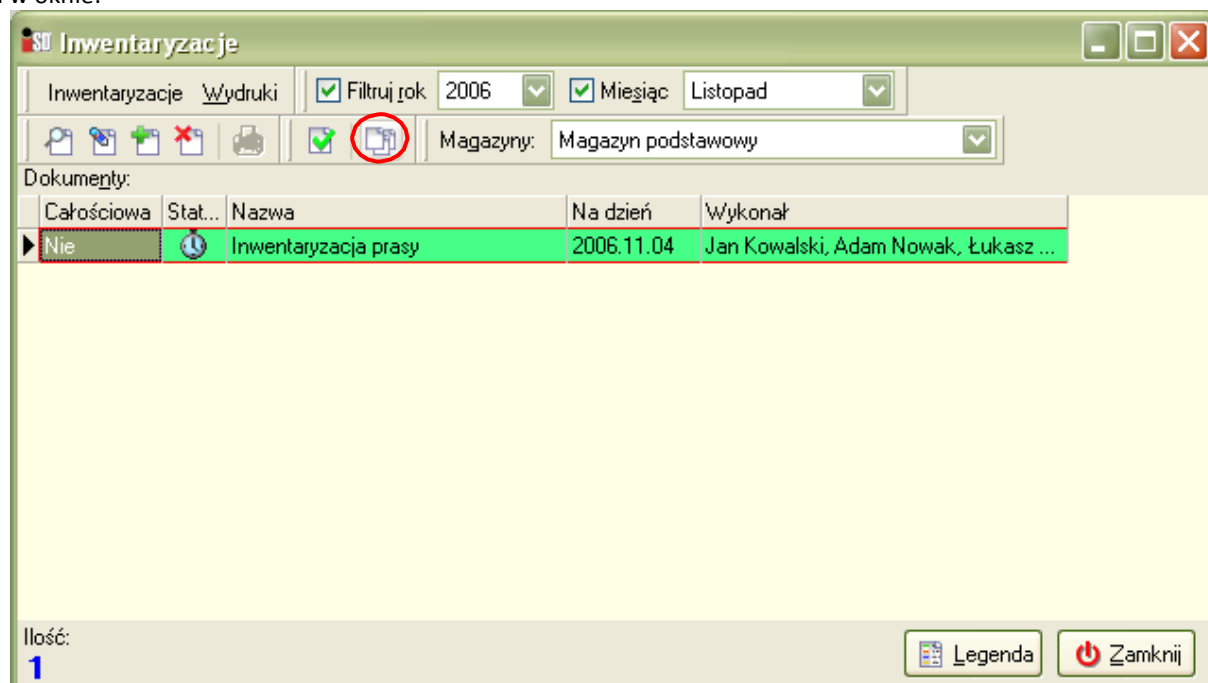 w oknie.
iSD Inwentaryzacje
Inwentaryzacje Wydruki Filtruj rok 2006 Miesiąc Listopad
Magazyny: Magazyn podstawowy
Dokumenty:
Całościowa Stat... Nazwa Na dzień Wykonał
Nie Inwentaryzacja prasy 2006.11.04 Jan Kowalski, Adam Nowak, Łukasz ...
Ilość:
1
Legenda Zamknij